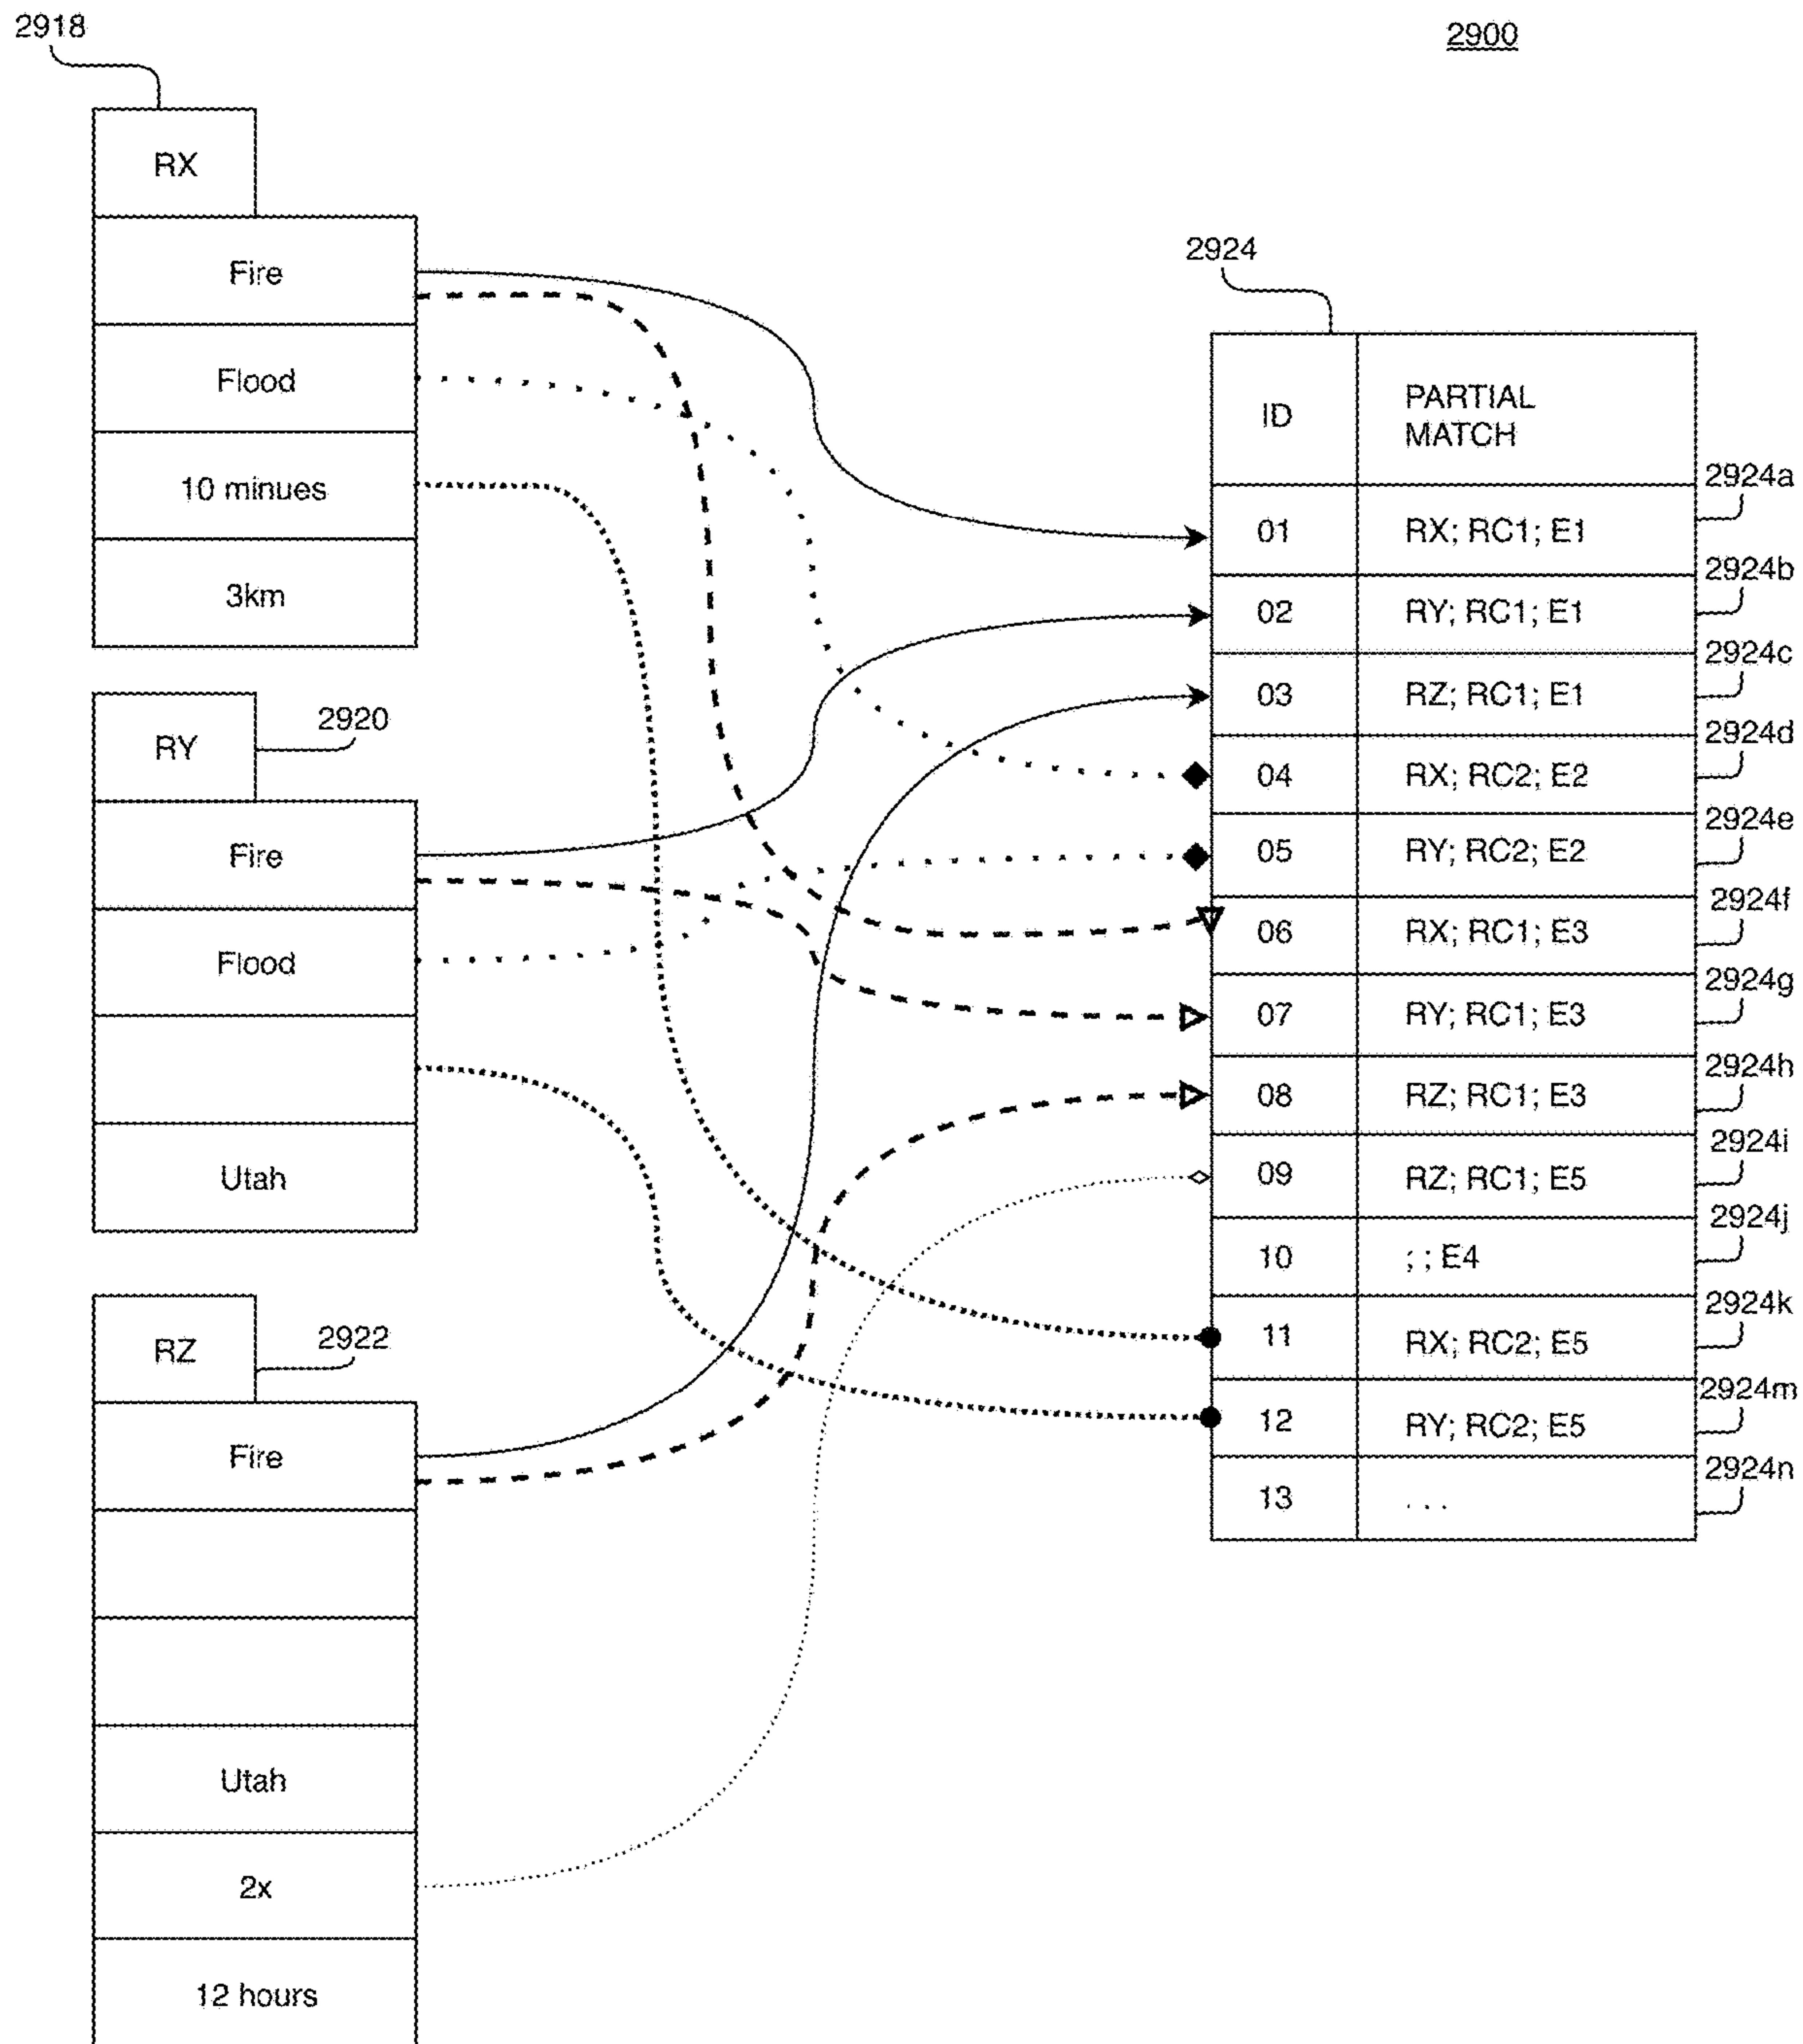 2918
2900
RX
Fire
Flood
10 minues
3km
2920
RY
Fire
Flood
Utah
2922
RZ
Fire
Utah
2x
12 hours
2924
ID
PARTIAL
MATCH
2924a
01 RX; RC1; E1
2924b
02 RY; RC1; E1
2924c
03 RZ; RC1; E1
2924d
04 RX; RC2; E2
2924e
05 RY; RC2; E2
2924f
06 RX; RC1; E3
2924g
07 RY; RC1; E3
2924h
08 RZ; RC1; E3
2924i
09 RZ; RC1; E5
2924j
10 ; ; E4
2924k
11 RX; RC2; E5
2924m
12 RY; RC2; E5
2924n
13 . . .